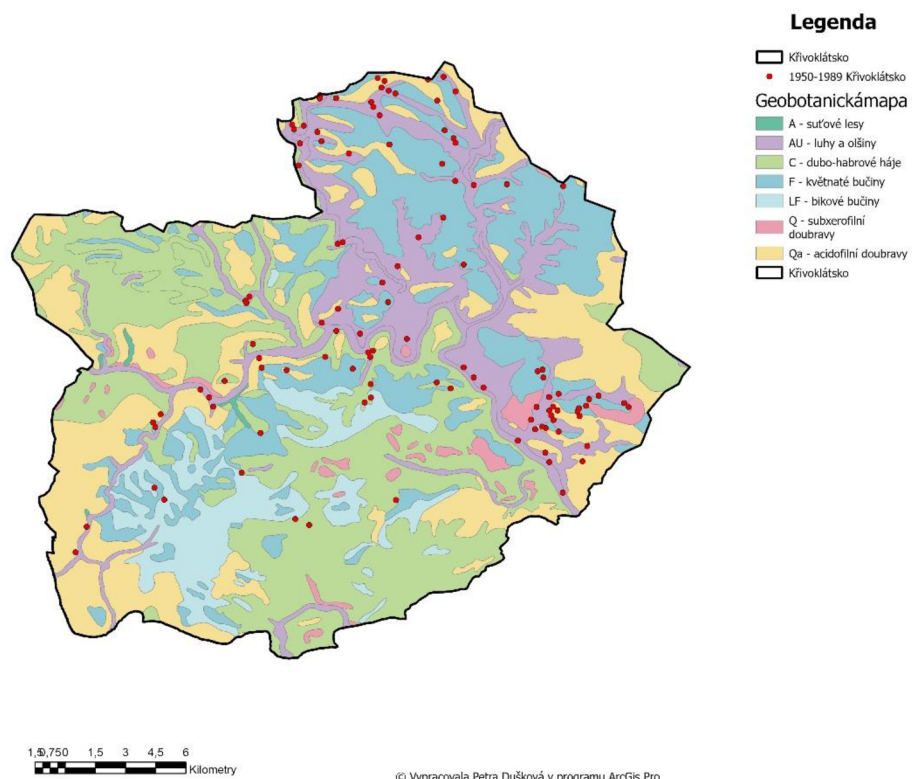 Legenda
Křivoklátsko
1950-1989 Křivoklátsko
Geobotanickámapa
A - suťové lesy
AU - luhy a olšiny
C - dubo-habrové háje
F - květnaté bučiny
LF - bikové bučiny
Q - subxerofilní
doubravy
Qa - acidofilní doubravy
Křivoklátsko
1,50,750 1,5 3 4,5 6
Kilometry
© Vypracovala Petra Dušková v programu ArcGis Pro